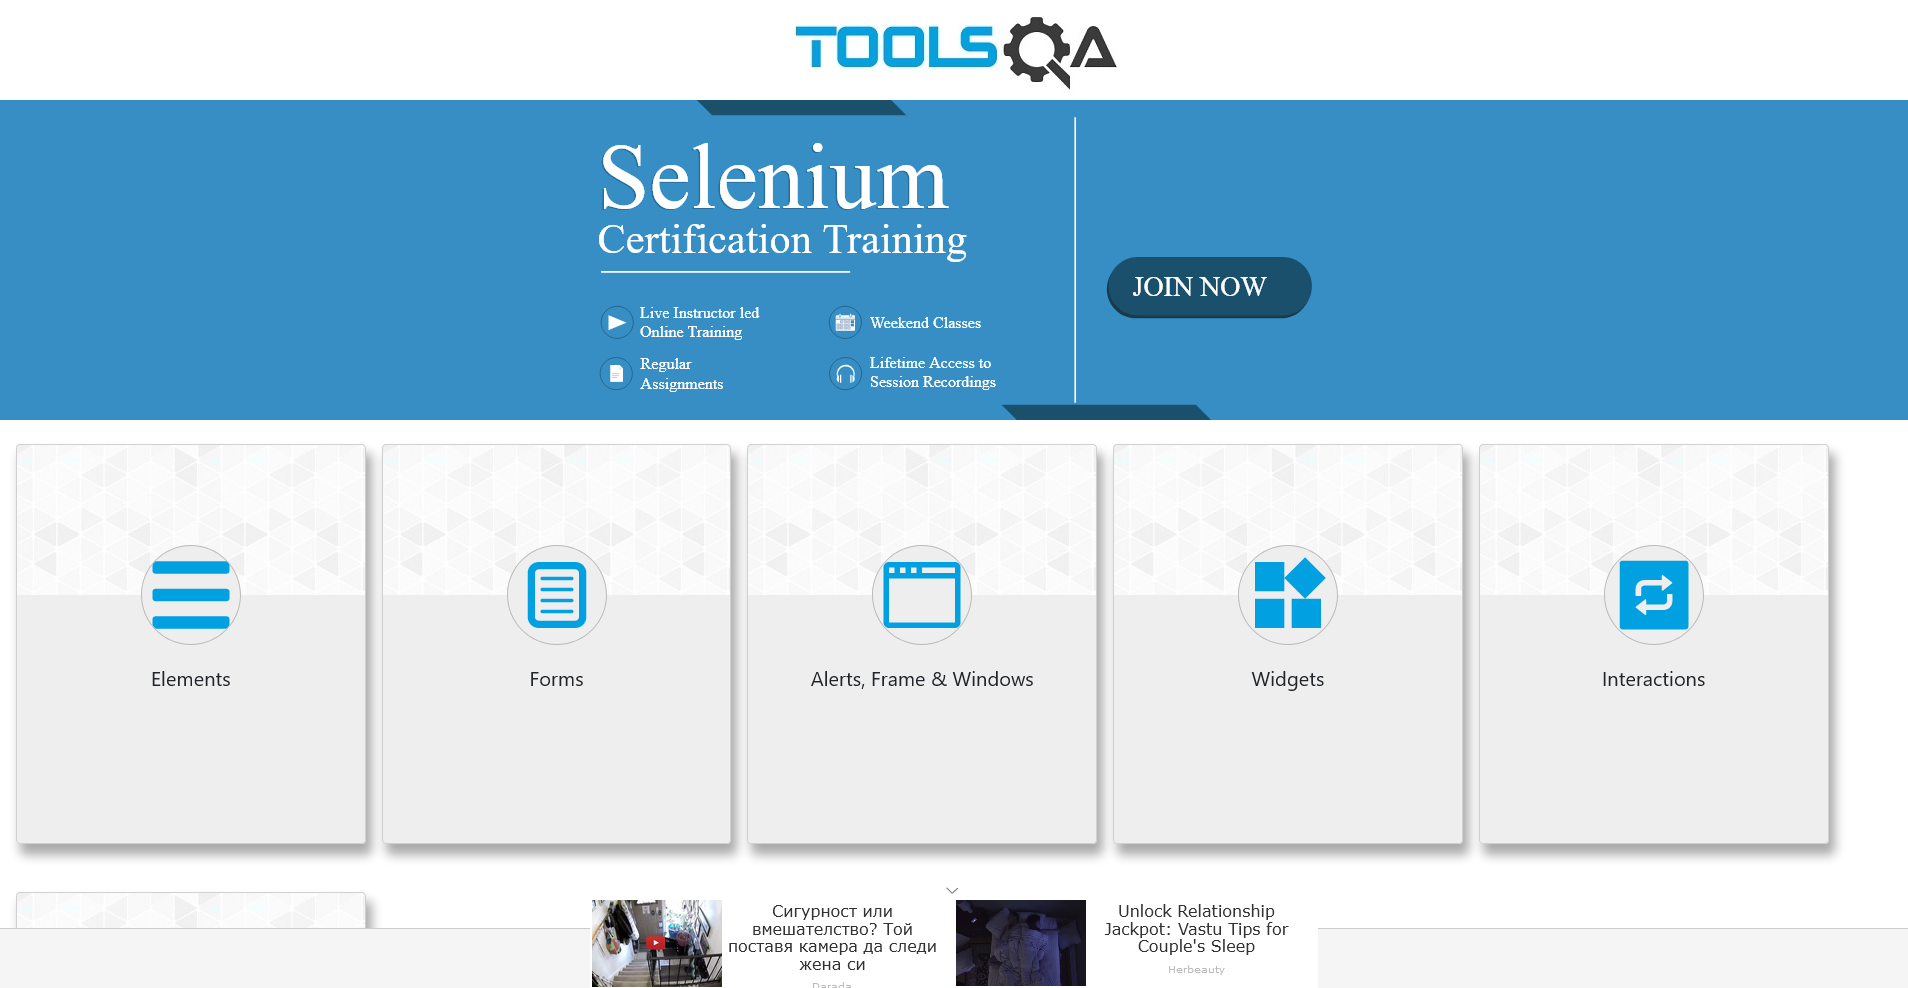 TOOLSQA
Selenium
Certification Training
Live Instructor led
Online Training
Weekend Classes
Regular
Assignments
Lifetime Access to
Session Recordings
JOIN NOW
Elements
Forms
Alerts, Frame & Windows
Widgets
Interactions
Сигурност или
вмешателство? Той
поставя камера да следи
жена си
Darada
Unlock Relationship
Jackpot: Vastu Tips for
Couple's Sleep
Herbeauty